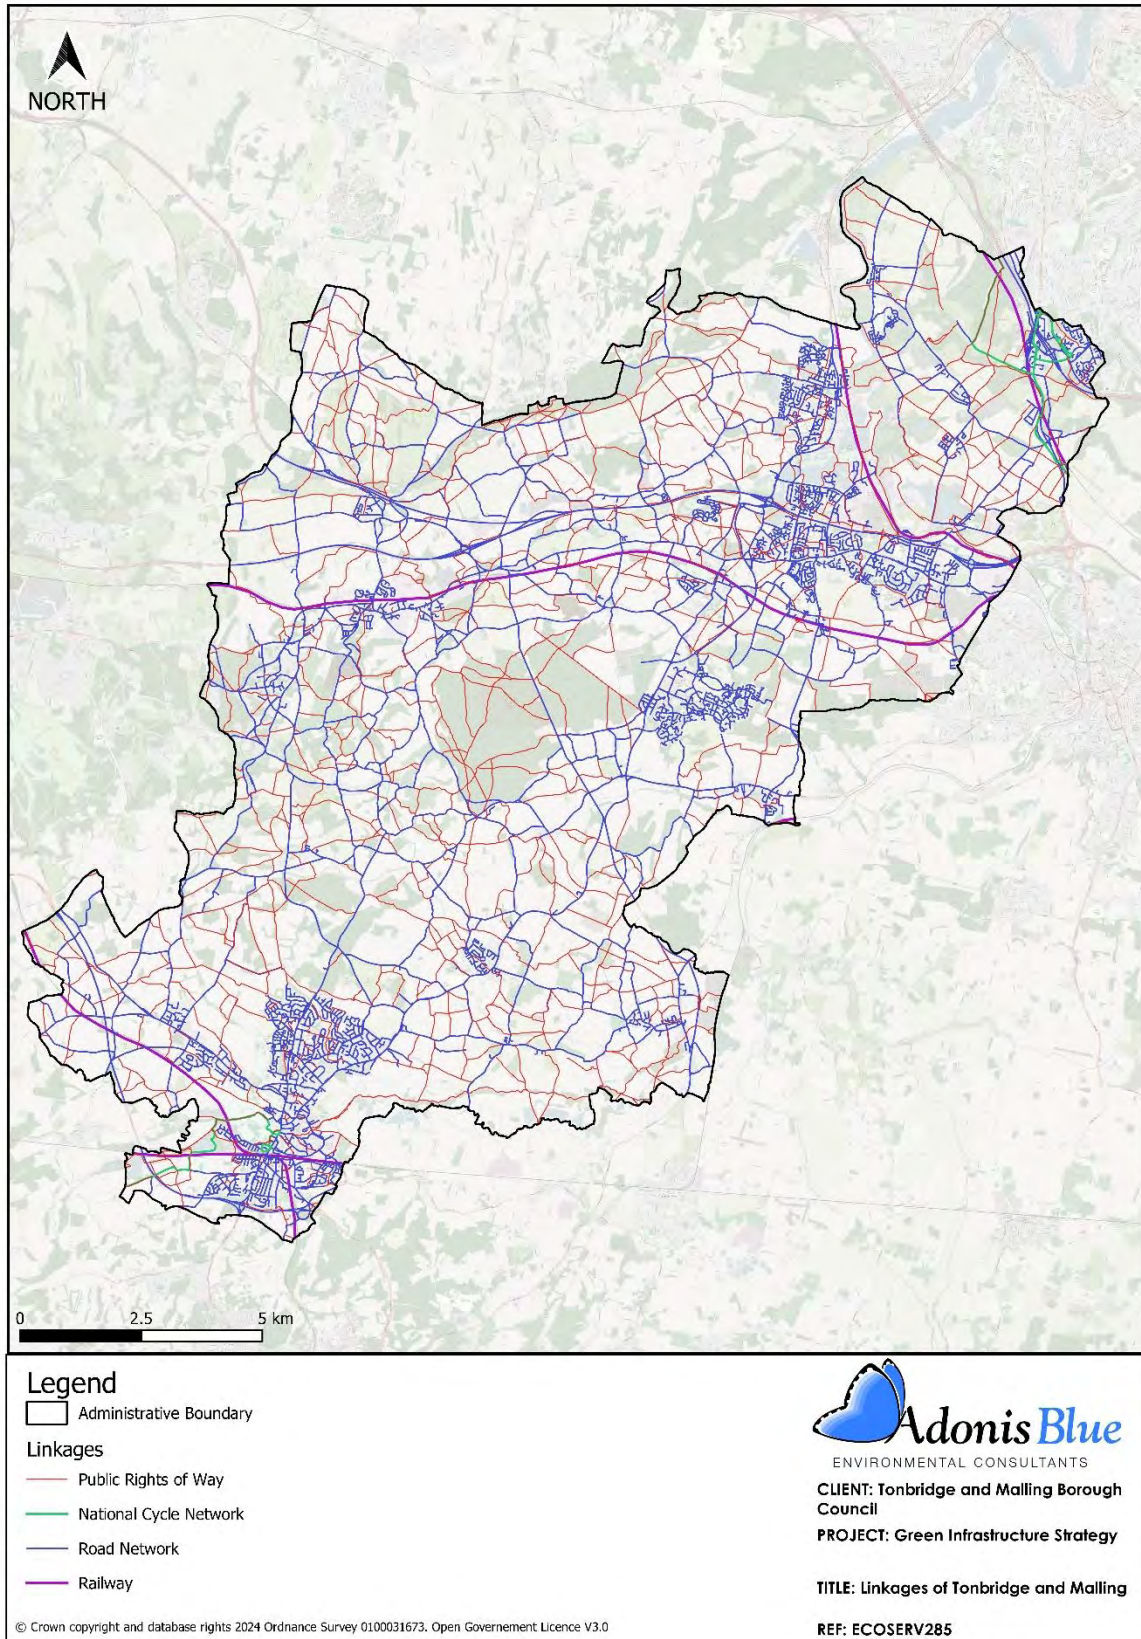 NORTH
0 2.5 5 km
Legend
Administrative Boundary
Linkages
Public Rights of Way
National Cycle Network
Road Network
Railway
© Crown copyright and database rights 2024 Ordnance Survey 0100031673. Open Governement Licence V3.0
Adonis Blue
ENVIRONMENTAL CONSULTANTS
CLIENT: Tonbridge and Malling Borough
Council
PROJECT: Green Infrastructure Strategy
TITLE: Linkages of Tonbridge and Malling
REF: ECOSERV285